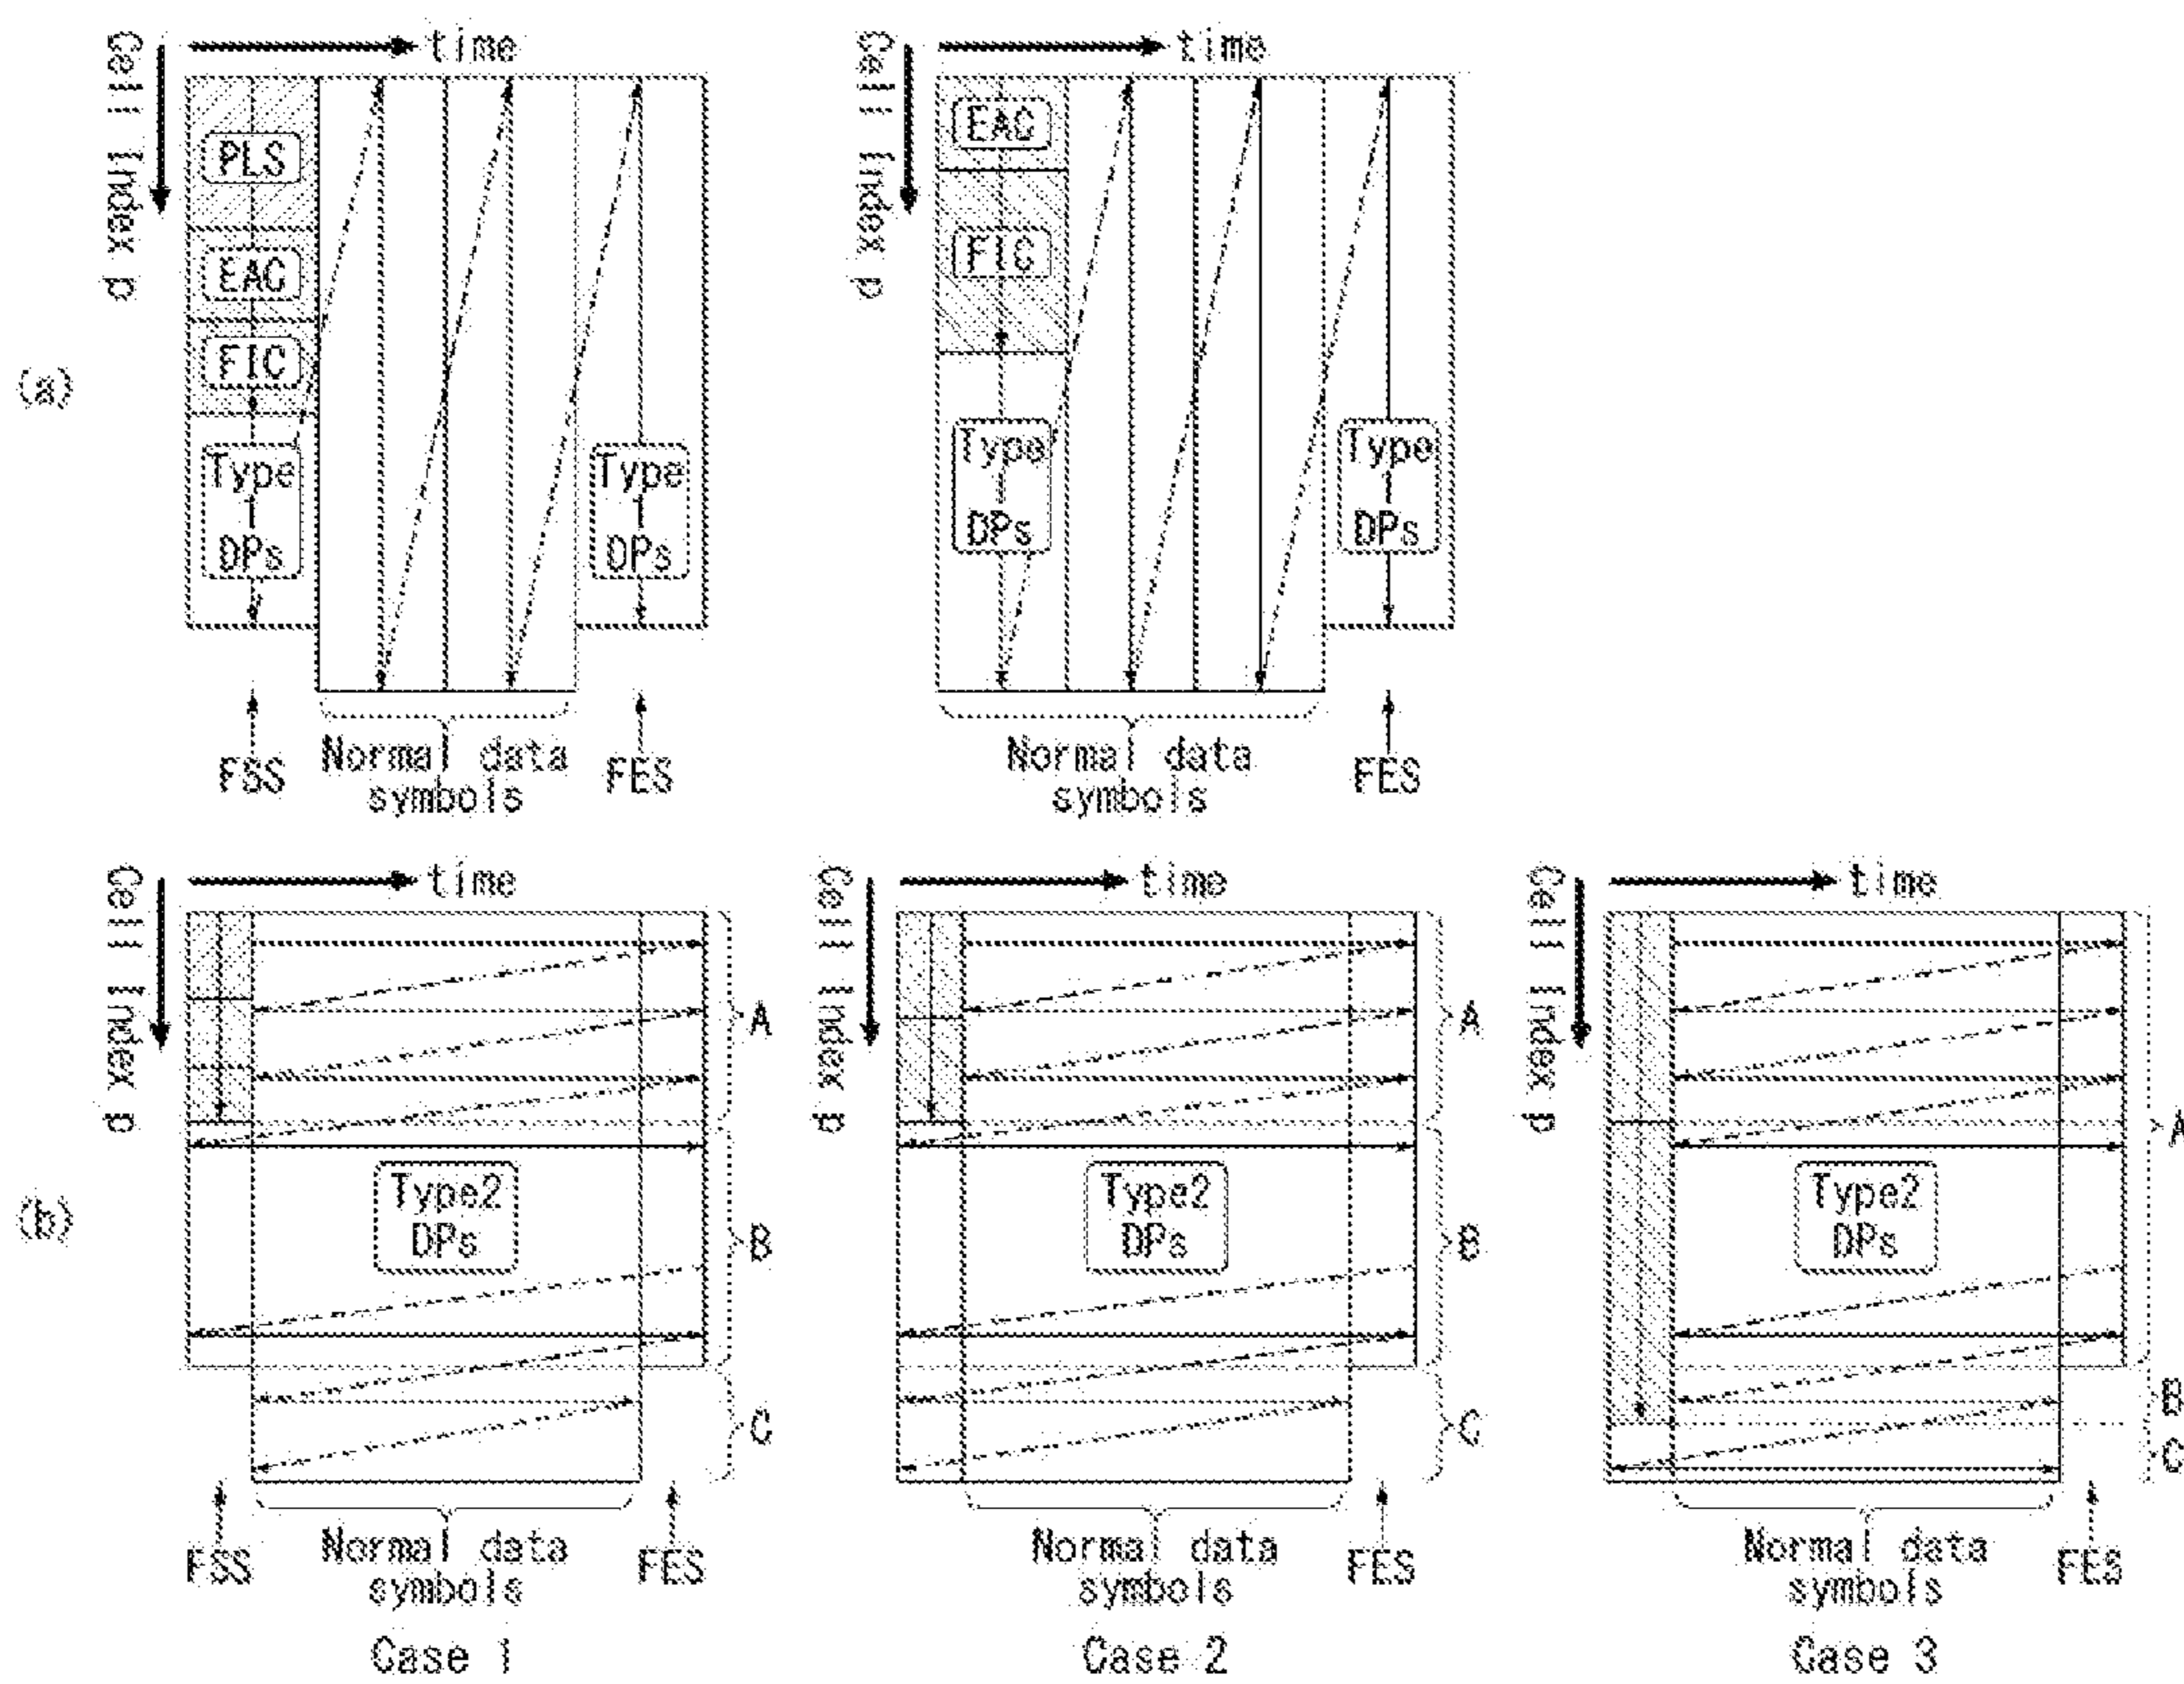 (a)
Cell Index p
time
PLS
EAC
FIC
Type
1
DPs
Type
1
DPs
FSS
Normal data
symbols
FES
Cell Index p
time
EAC
FIC
Type
1
DPs
Type
1
DPs
Normal data
symbols
FES
(b)
Cell Index p
time
A
Type2
DPs
B
C
FSS
Normal data
symbols
FES
Case 1
Cell Index p
time
A
Type2
DPs
B
C
Normal data
symbols
FES
Case 2
Cell Index p
time
A
Type2
DPs
B
C
Normal data
symbols
FES
Case 3